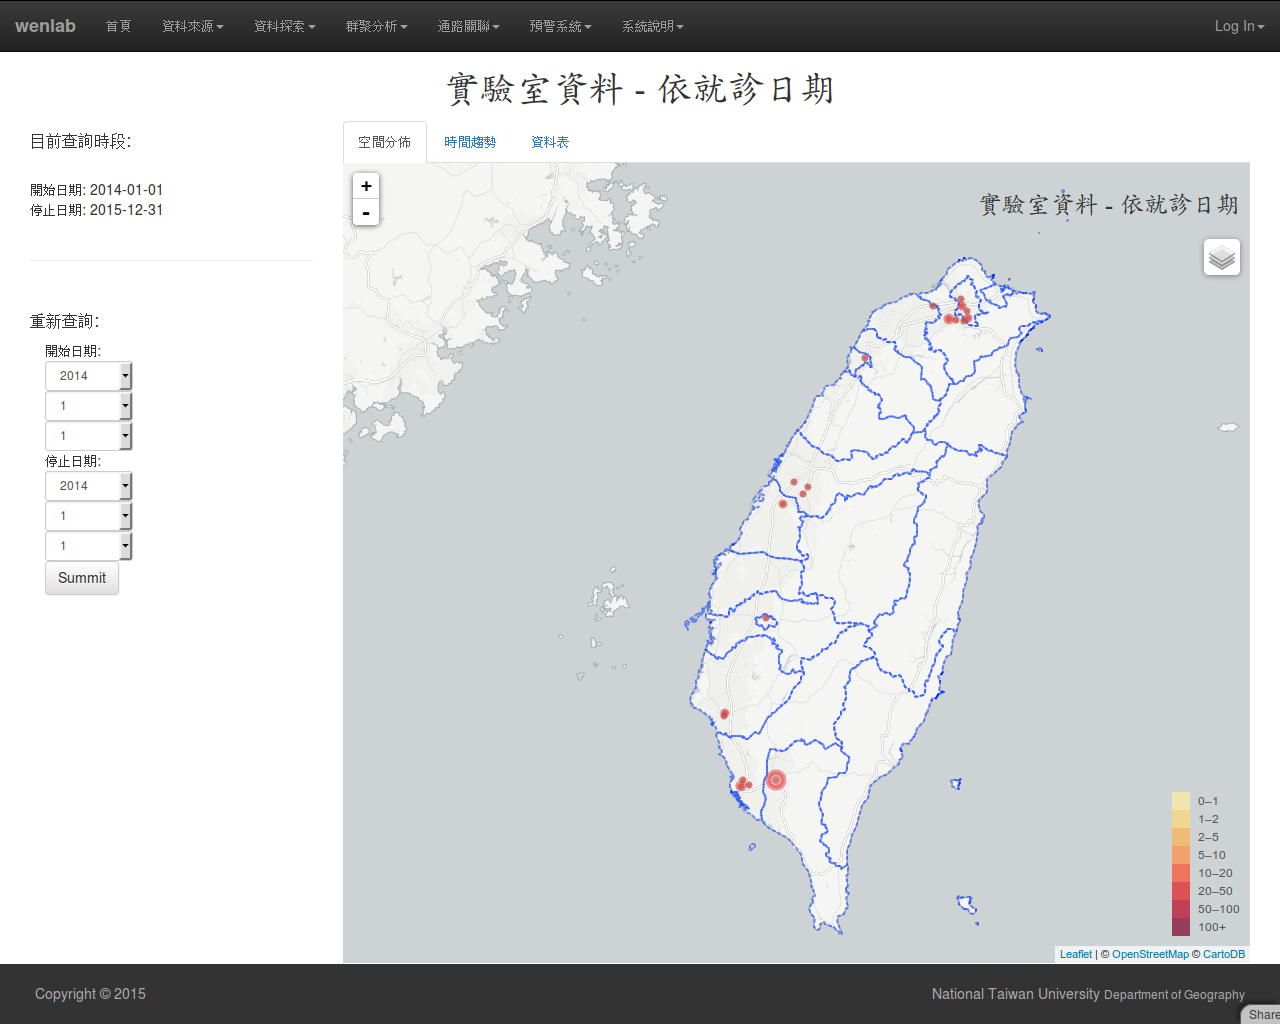 wenlab 首頁 資料來源 資料探索 群聚分析 通路關聯 預警系統 系統說明 Log In
實驗室資料 - 依就診日期
目前查詢時段:
開始日期: 2014-01-01
停止日期: 2015-12-31
重新查詢:
開始日期:
2014
1
1
停止日期:
2014
1
1
Summit
空間分佈 時間趨勢 資料表
+
-
實驗室資料 - 依就診日期
0–1
1–2
2–5
5–10
10–20
20–50
50–100
100+
Leaflet | © OpenStreetMap © CartoDB
Copyright © 2015
National Taiwan University Department of Geography
Share